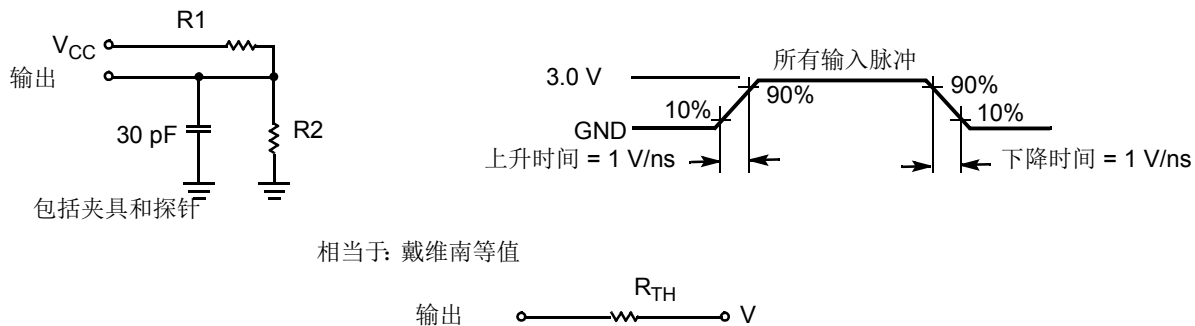 R1
V_CC
输出
30 pF
R2
包括夹具和探针
所有输入脉冲
3.0 V
90%
90%
10%
10%
GND
上升时间 = 1 V/ns
下降时间 = 1 V/ns
相当于: 戴维南等值
R_TH
输出
V